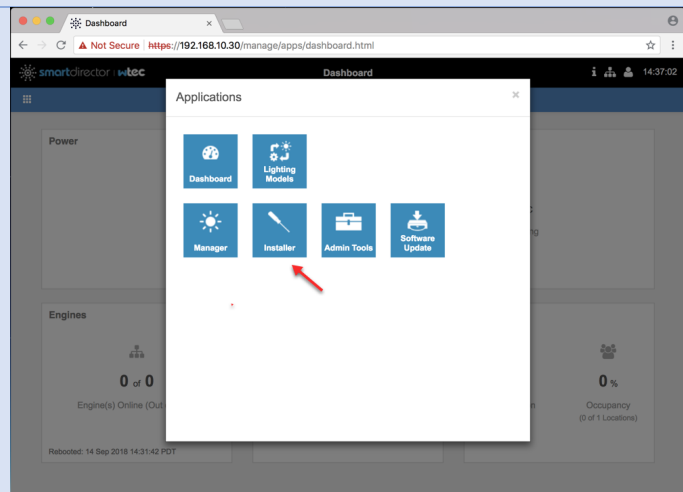 Dashboard
Not Secure | https://192.168.10.30/manage/apps/dashboard.html
smartdirector wtec
Dashboard
14:37:02
Applications
Power
Dashboard
Lighting
Models
Manager
Installer
Admin Tools
Software
Update
Engines
0 of 0
0 %
Engine(s) Online (Out
Occupancy
(0 of 1 Locations)
Rebooted: 14 Sep 2018 14:31:42 PDT